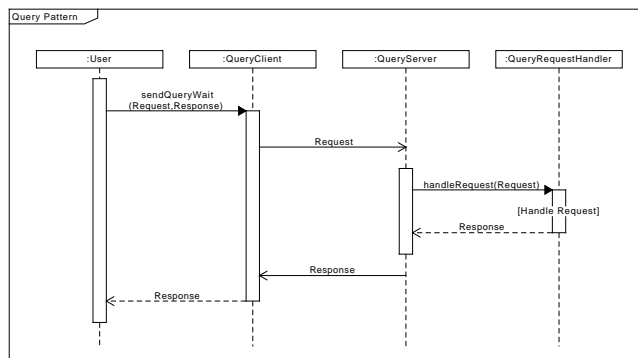 Query Pattern
:User
:QueryClient
:QueryServer
:QueryRequestHandler
sendQueryWait
(Request,Response)
Request
handleRequest(Request)
[Handle Request]
Response
Response
Response